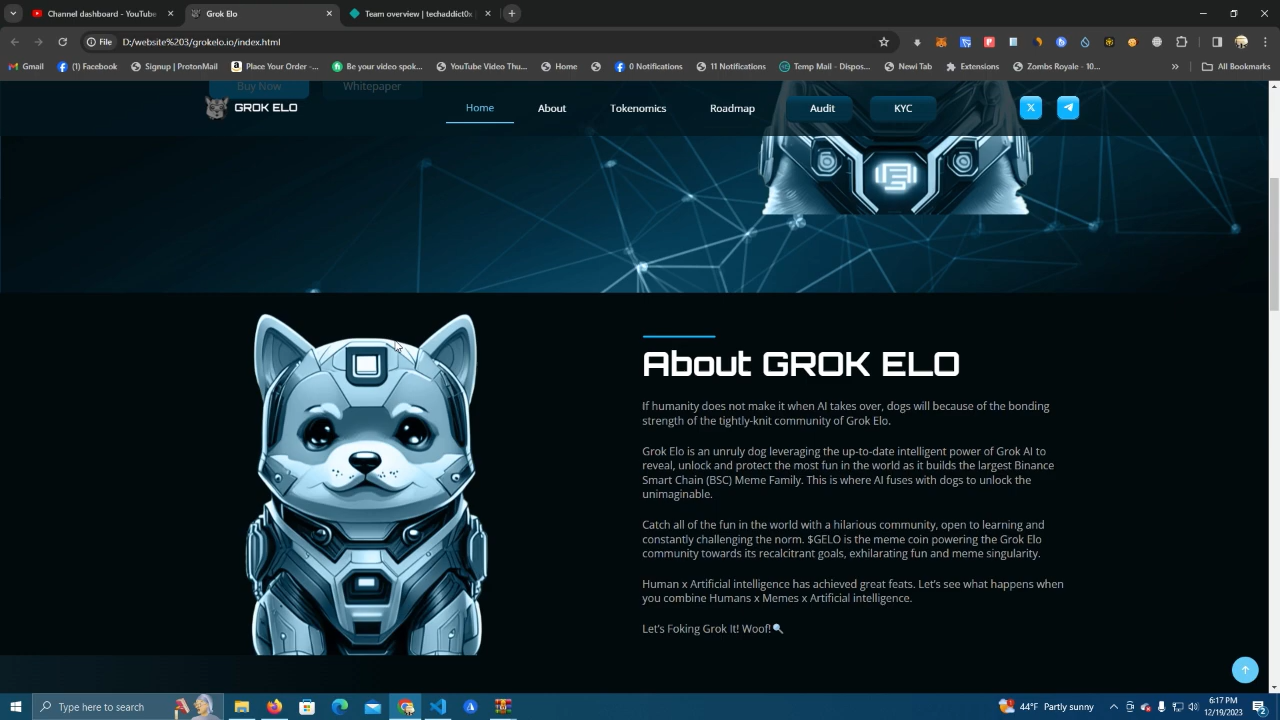 Channel dashboard - YouTube
Grok Elo
Team overview | techaddict0x
File
D:/website%203/grokelo.io/index.html
Gmail
(1) Facebook
Signup | ProtonMail
Place Your Order -...
Be your video spok...
YouTube Video Thu...
Home
0 Notifications
11 Notifications
Temp Mail - Dispos...
Newi Tab
Extensions
Zombs Royale - 10...
All Bookmarks
Buy Now
Whitepaper
GROK ELO
Home
About
Tokenomics
Roadmap
Audit
KYC
About GROK ELO
If humanity does not make it when AI takes over, dogs will because of the bonding
strength of the tightly-knit community of Grok Elo.
Grok Elo is an unruly dog leveraging the up-to-date intelligent power of Grok AI to
reveal, unlock and protect the most fun in the world as it builds the largest Binance
Smart Chain (BSC) Meme Family. This is where AI fuses with dogs to unlock the
unimaginable.
Catch all of the fun in the world with a hilarious community, open to learning and
constantly challenging the norm. $GELO is the meme coin powering the Grok Elo
community towards its recalcitrant goals, exhilarating fun and meme singularity.
Human x Artificial intelligence has achieved great feats. Let's see what happens when
you combine Humans x Memes x Artificial intelligence.
Let's Foking Grok It! Woof!
Type here to search
44°F Partly sunny
6:17 PM
12/19/2023